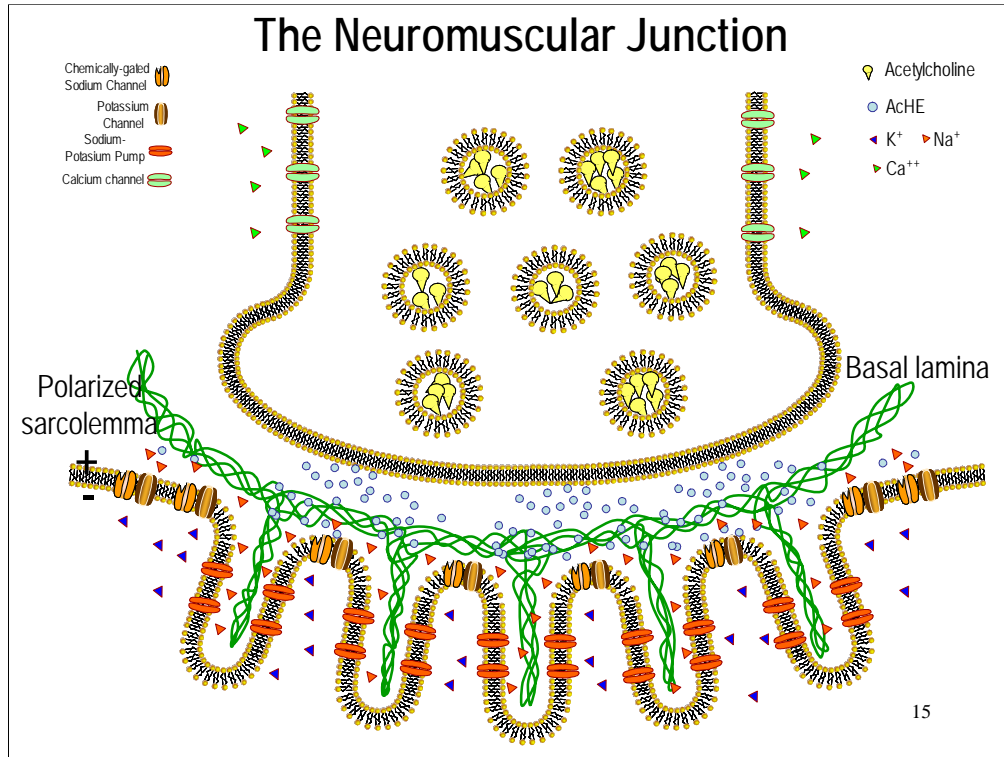 The Neuromuscular Junction
Chemically-gated
Sodium Channel
Potassium
Channel
Sodium-
Potasium Pump
Calcium channel
Acetylcholine
AcHE
K⁺ Na⁺
Ca⁺⁺
Polarized
sarcolemma
Basal lamina
+
-
15